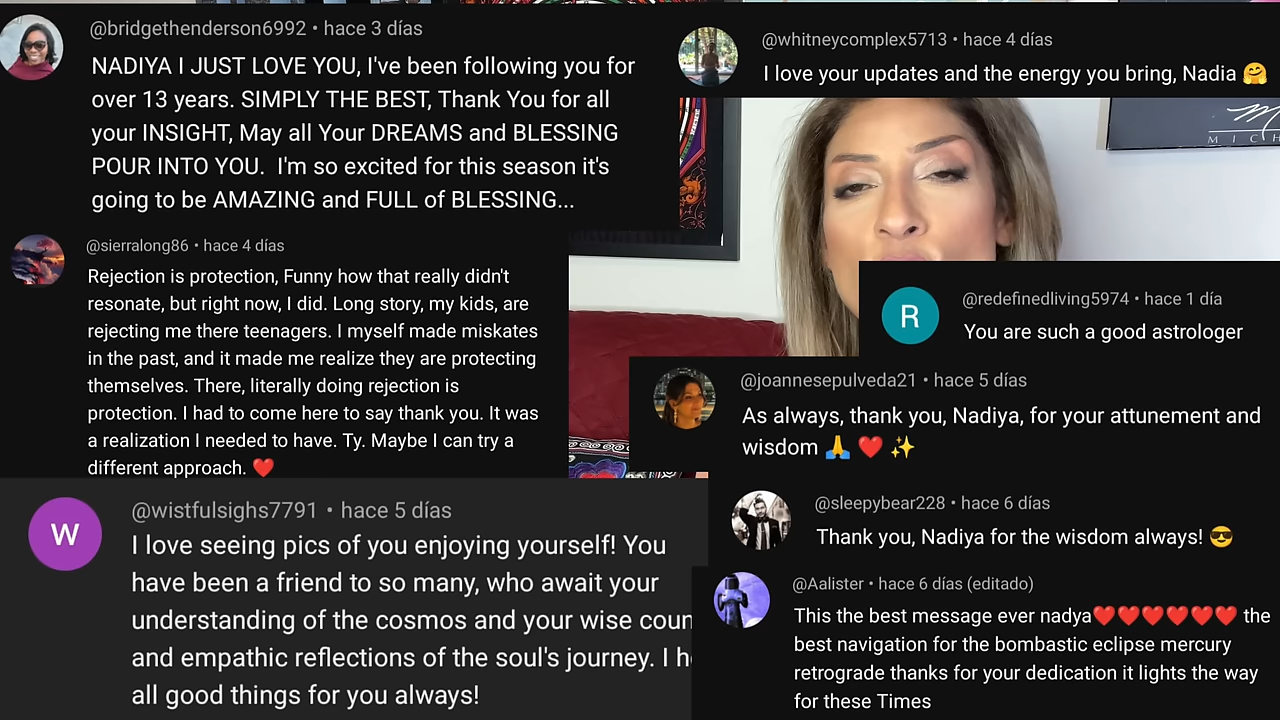 @bridgethenderson6992 • hace 3 días
NADIYA I JUST LOVE YOU, I've been following you for
over 13 years. SIMPLY THE BEST, Thank You for all
your INSIGHT, May all Your DREAMS and BLESSING
POUR INTO YOU.  I'm so excited for this season it's
going to be AMAZING and FULL of BLESSING...
@whitneycomplex5713 • hace 4 días
I love your updates and the energy you bring, Nadia 🤗
@sierralong86 • hace 4 días
Rejection is protection, Funny how that really didn't
resonate, but right now, I did. Long story, my kids, are
rejecting me there teenagers. I myself made miskates
in the past, and it made me realize they are protecting
themselves. There, literally doing rejection is
protection. I had to come here to say thank you. It was
a realization I needed to have. Ty. Maybe I can try a
different approach. ❤️
R
@redefinedliving5974 • hace 1 día
You are such a good astrologer
@joannesepulveda21 • hace 5 días
As always, thank you, Nadiya, for your attunement and
wisdom 🙏 ❤️ ✨
W
@wistfulsighs7791 • hace 5 días
I love seeing pics of you enjoying yourself! You
have been a friend to so many, who await your
understanding of the cosmos and your wise coun
and empathic reflections of the soul's journey. I h
all good things for you always!
@sleepybear228 • hace 6 días
Thank you, Nadiya for the wisdom always! 😎
@Aalister • hace 6 días (editado)
This the best message ever nadya❤️❤️❤️❤️❤️❤️ the
best navigation for the bombastic eclipse mercury
retrograde thanks for your dedication it lights the way
for these Times